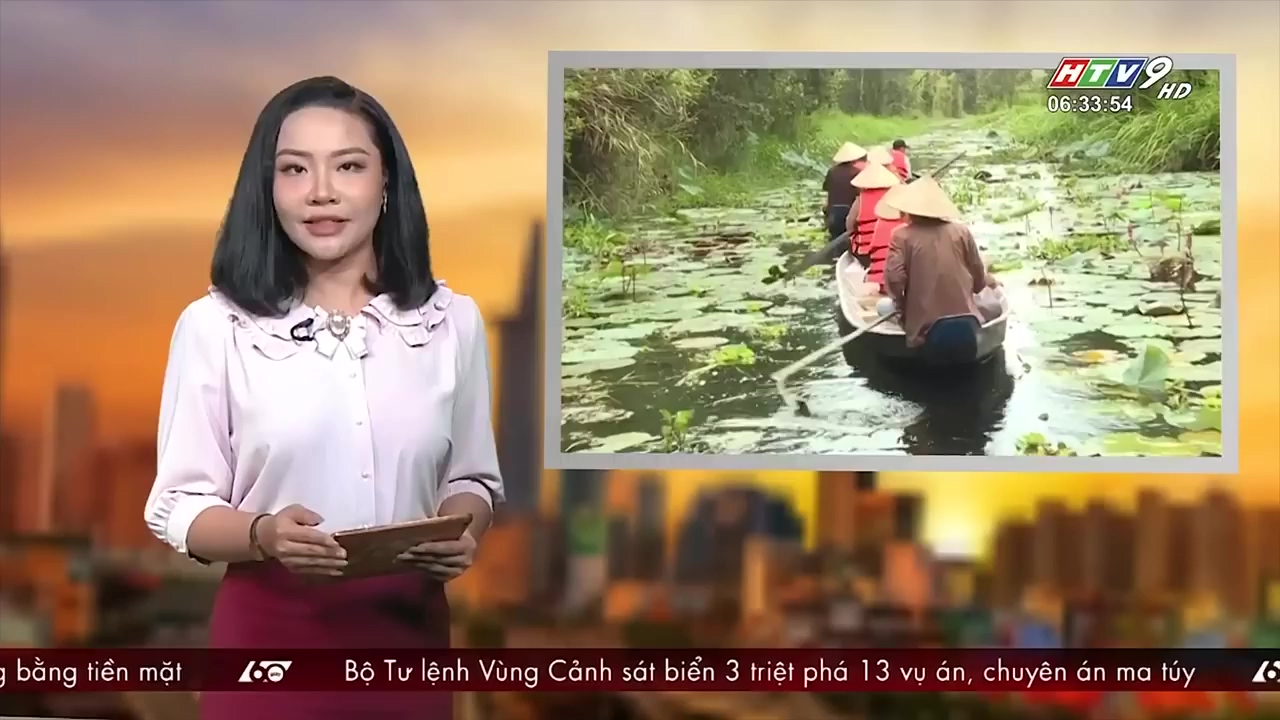 HTV9 HD
06:33:54
g bằng tiền mặt 60 Bộ Tư lệnh Vùng Cảnh sát biển 3 triệt phá 13 vụ án, chuyên án ma túy